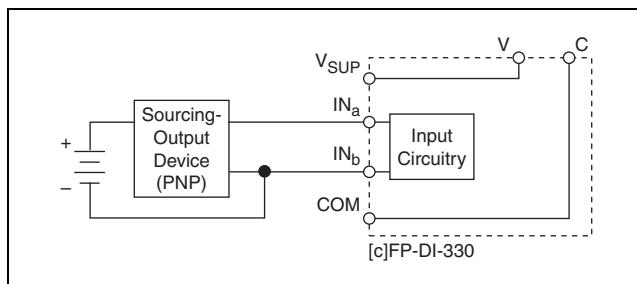 V C
VSUP
INa
Sourcing-
Output
Device
(PNP)
Input
Circuitry
+
–
INb
COM
[c]FP-DI-330